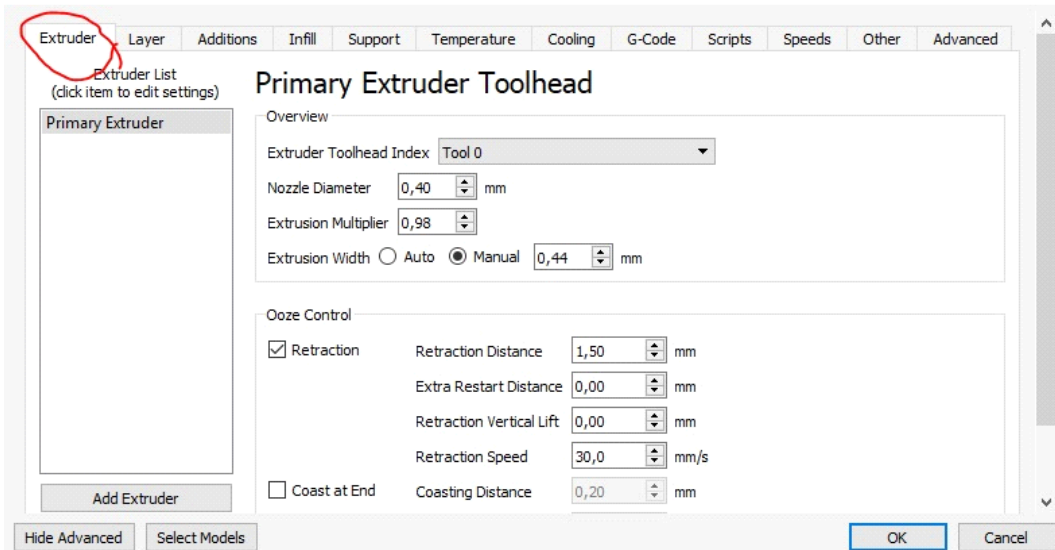 Extruder Layer Additions Infill Support Temperature Cooling G-Code Scripts Speeds Other Advanced
Extruder List
(click item to edit settings)
Primary Extruder
Add Extruder
Primary Extruder Toolhead
Overview
Extruder Toolhead Index Tool 0
Nozzle Diameter 0,40 mm
Extrusion Multiplier 0,98
Extrusion Width Auto Manual 0,44 mm
Ooze Control
Retraction Retraction Distance 1,50 mm
Extra Restart Distance 0,00 mm
Retraction Vertical Lift 0,00 mm
Retraction Speed 30,0 mm/s
Coast at End Coasting Distance 0,20 mm
Hide Advanced Select Models OK Cancel